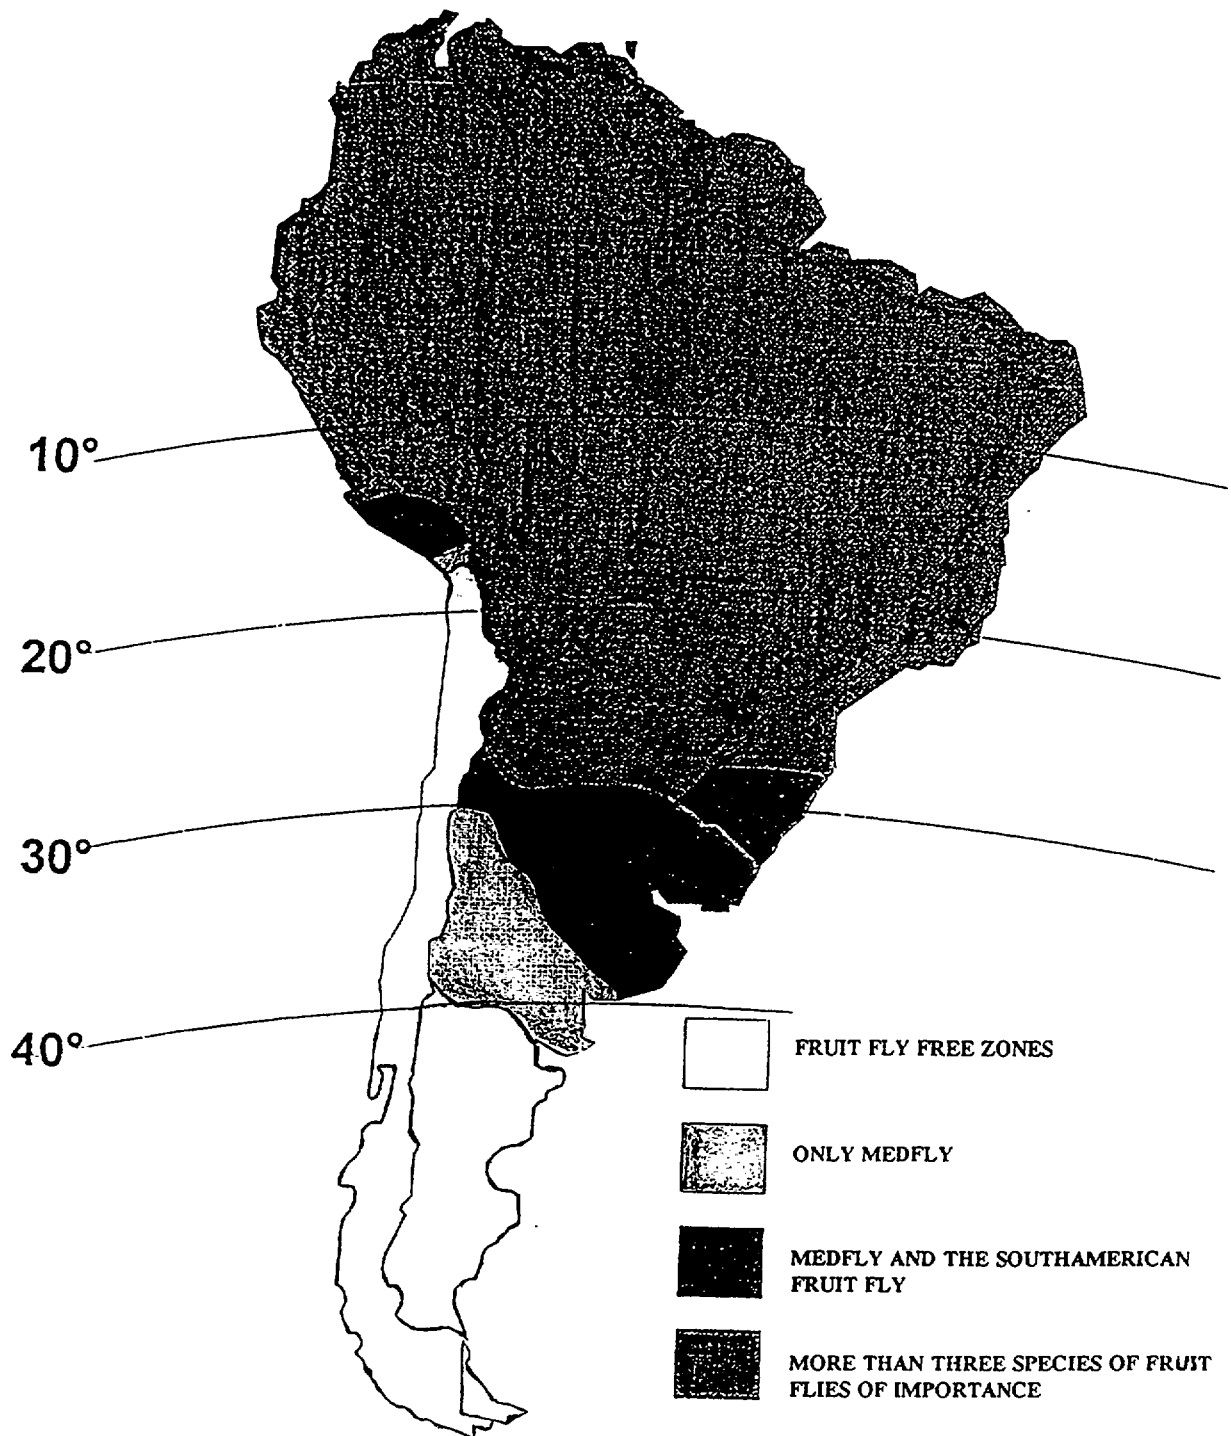 10°
20°
30°
40°
FRUIT FLY FREE ZONES
ONLY MEDFLY
MEDFLY AND THE SOUTHAMERICAN
FRUIT FLY
MORE THAN THREE SPECIES OF FRUIT
FLIES OF IMPORTANCE